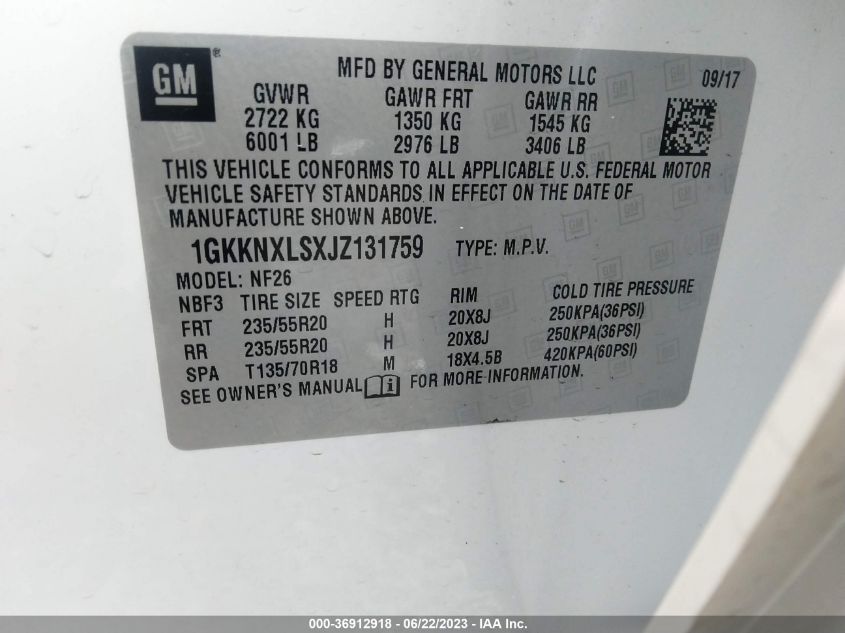 GM ®
MFD BY GENERAL MOTORS LLC 09/17
GVWR GAWR FRT GAWR RR
2722 KG 1350 KG 1545 KG
6001 LB 2976 LB 3406 LB
THIS VEHICLE CONFORMS TO ALL APPLICABLE U.S. FEDERAL MOTOR
VEHICLE SAFETY STANDARDS IN EFFECT ON THE DATE OF
MANUFACTURE SHOWN ABOVE.
1GKKNXLSXJZ131759 TYPE: M.P.V.
MODEL: NF26
NBF3 TIRE SIZE SPEED RTG RIM COLD TIRE PRESSURE
FRT 235/55R20 H 20X8J 250KPA(36PSI)
RR 235/55R20 H 20X8J 250KPA(36PSI)
SPA T135/70R18 M 18X4.5B 420KPA(60PSI)
SEE OWNER'S MANUAL FOR MORE INFORMATION.
000-36912918 - 06/22/2023 - IAAI.com